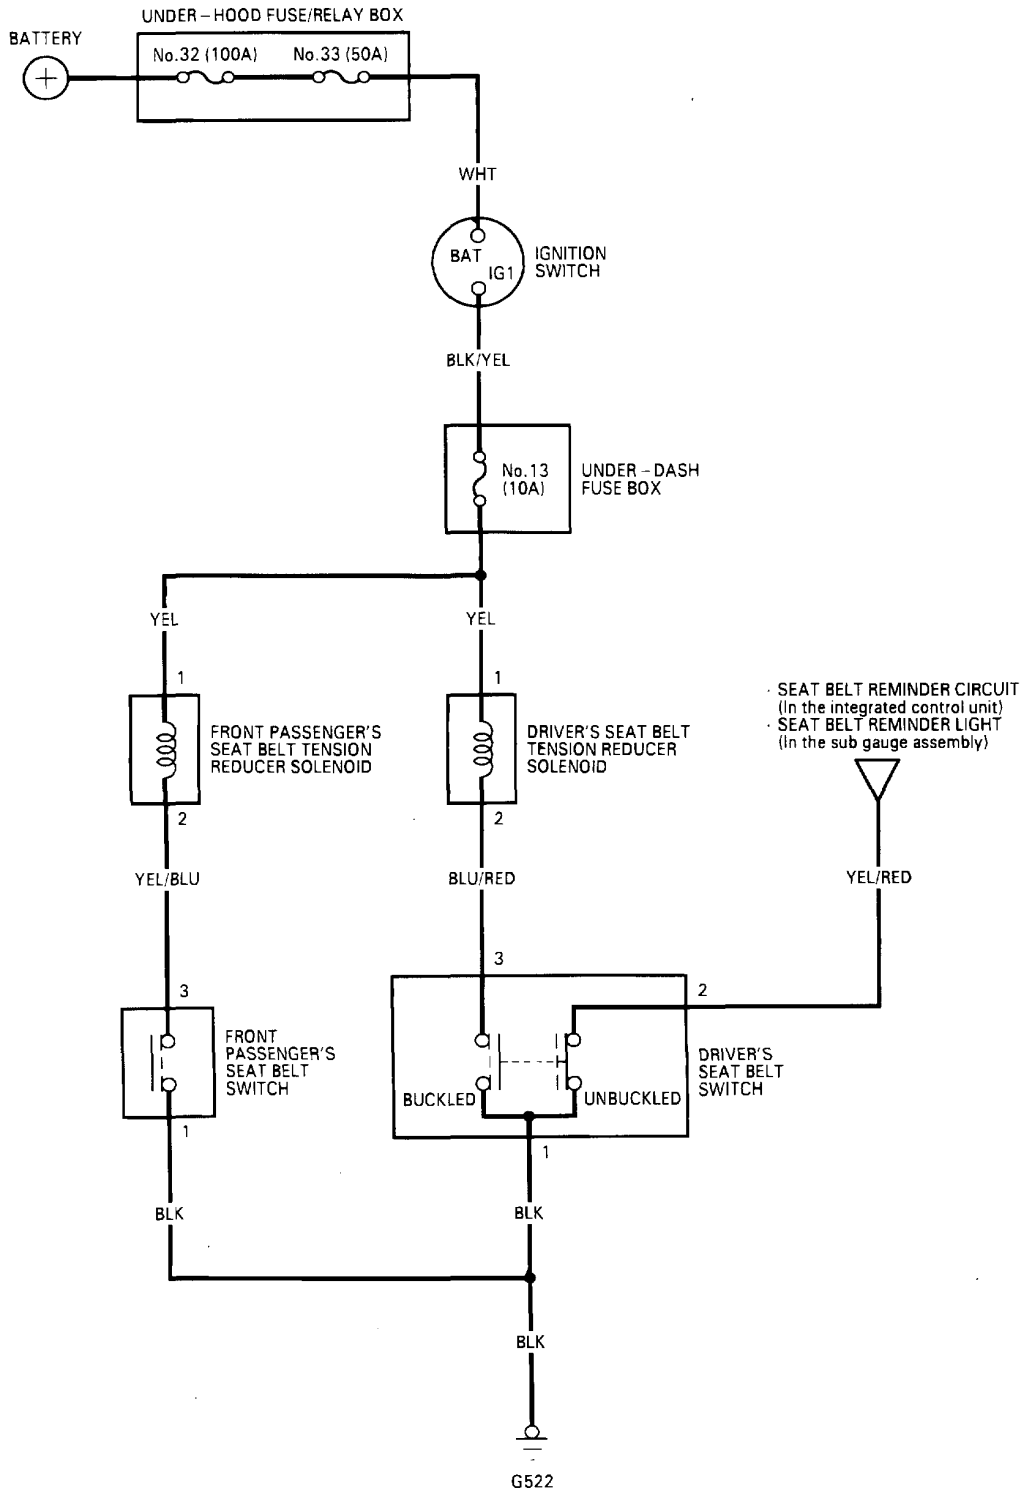 UNDER-HOOD FUSE/RELAY BOX
BATTERY
No.32 (100A)
No.33 (50A)
+
WHT
BAT
IG1
IGNITION
SWITCH
BLK/YEL
No.13
(10A)
UNDER-DASH
FUSE BOX
YEL
YEL
1
1
FRONT PASSENGER'S
SEAT BELT TENSION
REDUCER SOLENOID
DRIVER'S SEAT BELT
TENSION REDUCER
SOLENOID
· SEAT BELT REMINDER CIRCUIT
(In the integrated control unit)
· SEAT BELT REMINDER LIGHT
(In the sub gauge assembly)
2
2
YEL/BLU
BLU/RED
YEL/RED
3
3
2
FRONT
PASSENGER'S
SEAT BELT
SWITCH
BUCKLED
UNBUCKLED
DRIVER'S
SEAT BELT
SWITCH
1
1
BLK
BLK
BLK
G522